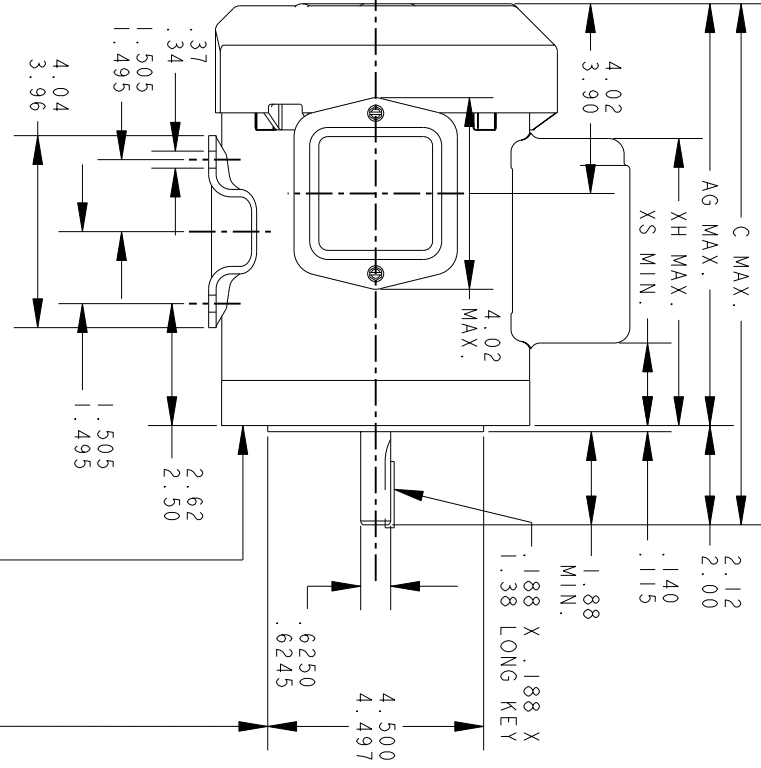 .37
.34
1.505
1.495
4.04
3.96
4.02
3.90
C MAX.
AG MAX.
XH MAX.
XS MIN.
4.02
MAX.
1.505
1.495
2.62
2.50
2.12
2.00
.140
.115
1.88
MIN.
.188 X .188 X
1.38 LONG KEY
.6250
.6245
4.500
4.497